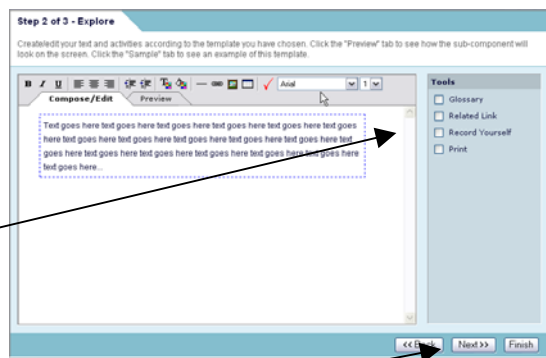 Step 2 of 3 - Explore
Create/edit your text and activities according to the template you have chosen. Click the "Preview" tab to see how the sub-component will
look on the screen. Click the "Sample" tab to see an example of this template.
B I U Arial 1
Compose/Edit Preview
Text goes here text goes here text goes here text goes here text goes here text goes
here text goes here text goes here text goes here text goes here text goes here text
goes here text goes here text goes here text goes here text goes here text goes here
text goes here...
Tools
Glossary
Related Link
Record Yourself
Print
<< Back Next >> Finish